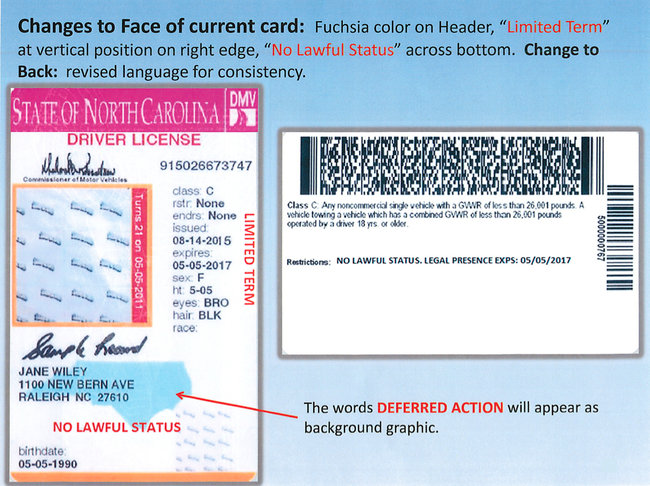 Changes to Face of current card: Fuchsia color on Header, “Limited Term”
at vertical position on right edge, “No Lawful Status” across bottom. Change to
Back: revised language for consistency.
STATE OF NORTH CAROLINA DMV
DRIVER LICENSE
915026673747
Commissioner of Motor Vehicles
class: C
rstr: None
endrs: None
issued:
08-14-2015
expires:
05-05-2017
sex: F
ht: 5-05
eyes: BRO
hair: BLK
race:
Turns 21 on 05-05-2011
LIMITED TERM
Sample Record
JANE WILEY
1100 NEW BERN AVE
RALEIGH NC 27610
NO LAWFUL STATUS
birthdate:
05-05-1990
Class C: Any noncommercial single vehicle with a GVWR of less than 26,001 pounds. A
vehicle towing a vehicle which has a combined GVWR of less than 26,001 pounds
operated by a driver 18 yrs. or older.
Restrictions: NO LAWFUL STATUS. LEGAL PRESENCE EXPS: 05/05/2017
5000000767
The words DEFERRED ACTION will appear as
background graphic.